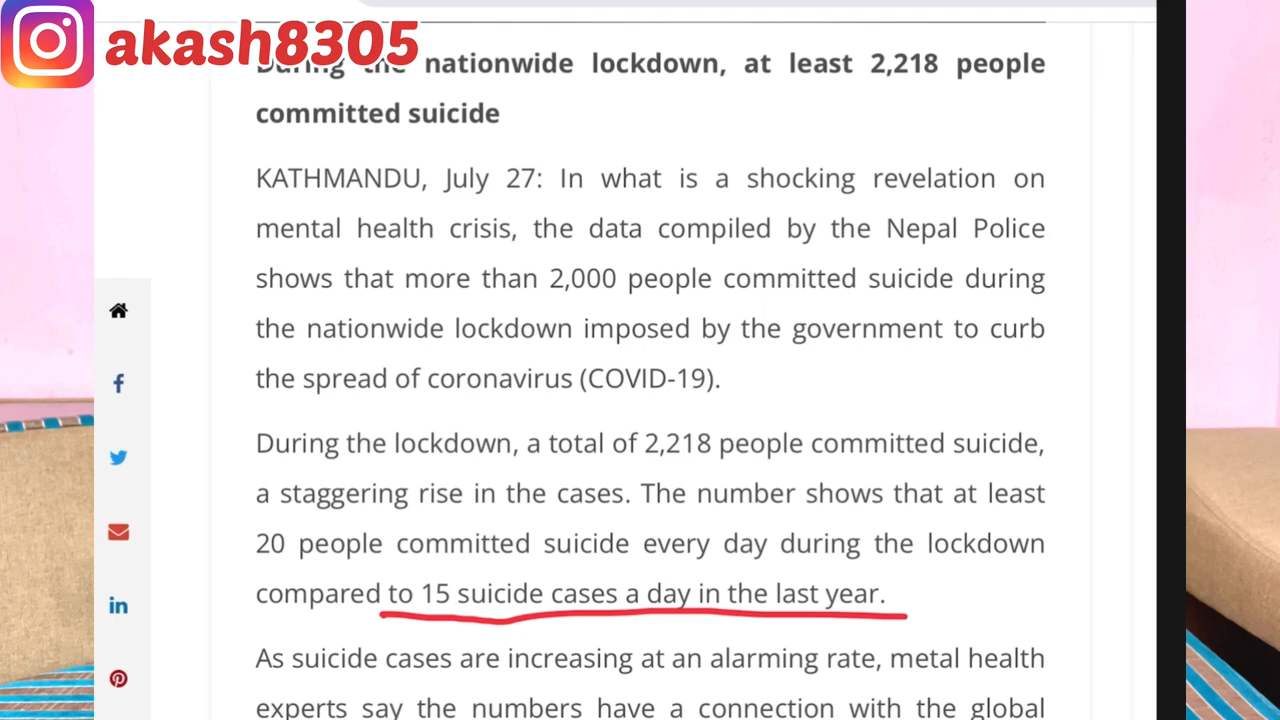 akash8305
During the nationwide lockdown, at least 2,218 people
committed suicide
KATHMANDU, July 27: In what is a shocking revelation on
mental health crisis, the data compiled by the Nepal Police
shows that more than 2,000 people committed suicide during
the nationwide lockdown imposed by the government to curb
the spread of coronavirus (COVID-19).
During the lockdown, a total of 2,218 people committed suicide,
a staggering rise in the cases. The number shows that at least
20 people committed suicide every day during the lockdown
compared to 15 suicide cases a day in the last year.
As suicide cases are increasing at an alarming rate, metal health
experts say the numbers have a connection with the global